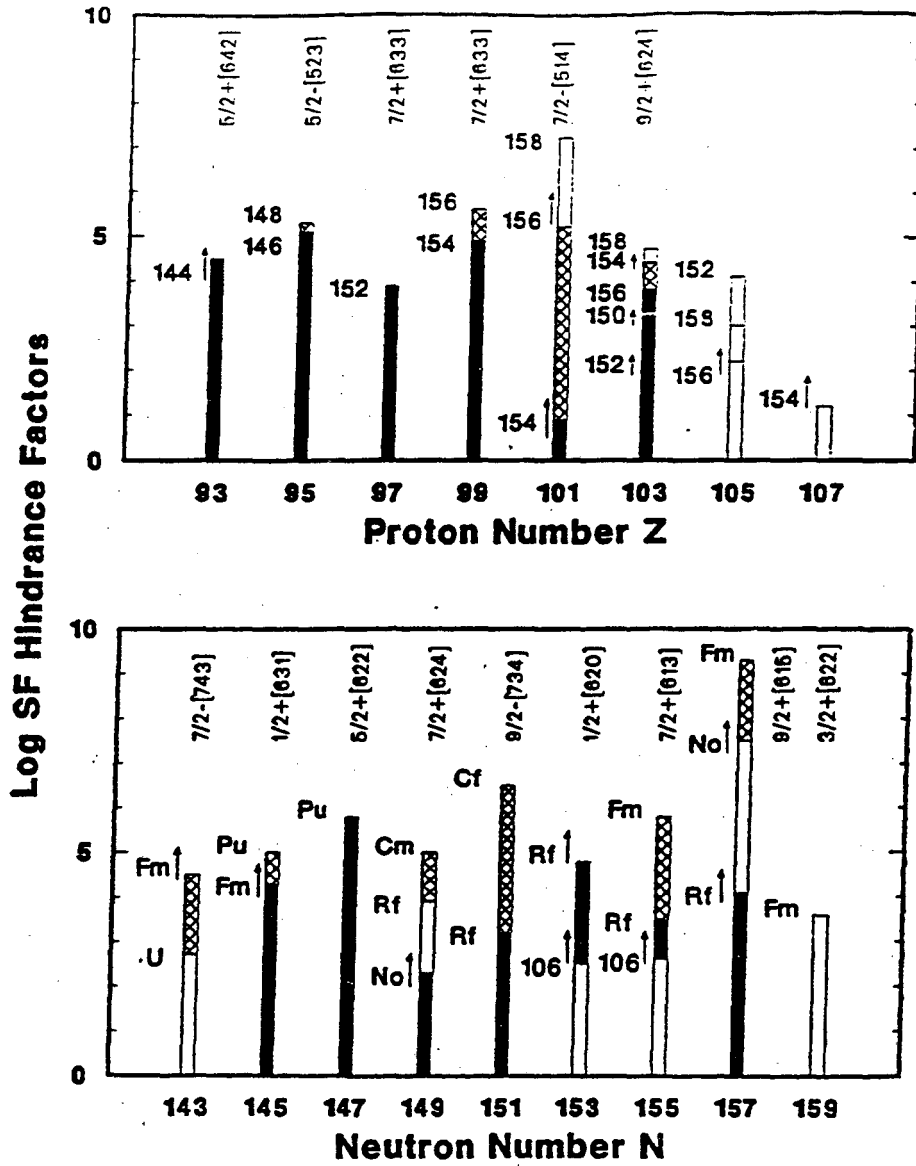 Log SF Hindrance Factors
10
5
0
5/2+[642]
5/2-[523]
7/2+[633]
7/2+[633]
7/2-[514]
9/2+[624]
144
148
146
152
156
154
158
156
154
158
154
156
150
152
152
158
156
154
93 95 97 99 101 103 105 107
Proton Number Z
10
5
0
7/2-[743]
1/2+[631]
5/2+[622]
7/2+[624]
9/2-[734]
1/2+[620]
7/2+[613]
9/2+[615]
3/2+[622]
Fm
U
Pu
Fm
Pu
Cm
Rf
No
Cf
Rf
Rf
106
Fm
Rf
106
Fm
No
Rf
Fm
143 145 147 149 151 153 155 157 159
Neutron Number N